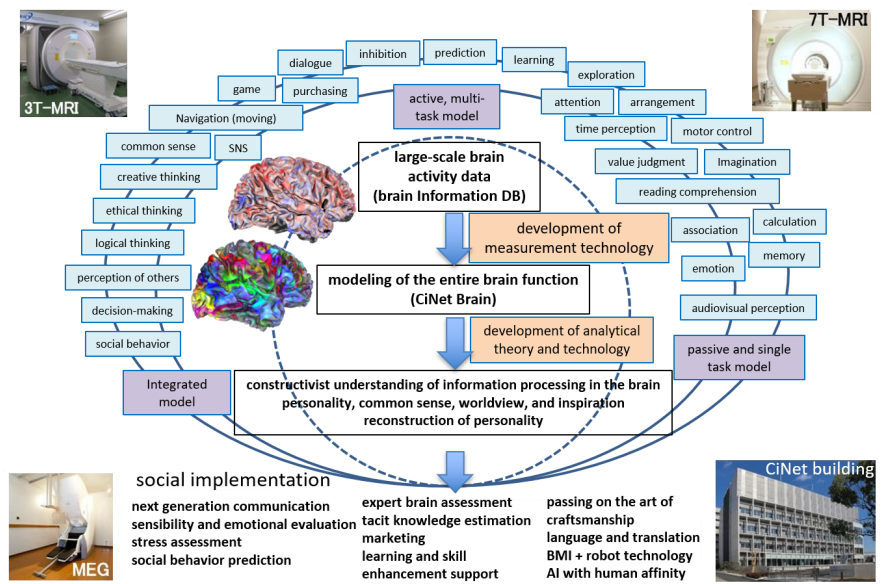 3T-MRI
7T-MRI
inhibition
prediction
dialogue
learning
exploration
game
purchasing
active, multi-
task model
attention
arrangement
Navigation (moving)
time perception
motor control
common sense
SNS
large-scale brain
activity data
(brain Information DB)
value judgment
Imagination
creative thinking
reading comprehension
ethical thinking
development of
measurement technology
association
calculation
logical thinking
memory
perception of others
modeling of the entire brain function
(CiNet Brain)
emotion
decision-making
audiovisual perception
social behavior
development of analytical
theory and technology
passive and single
task model
Integrated
model
constructivist understanding of information processing in the brain
personality, common sense, worldview, and inspiration
reconstruction of personality
social implementation
next generation communication
sensibility and emotional evaluation
stress assessment
social behavior prediction
expert brain assessment
tacit knowledge estimation
marketing
learning and skill
enhancement support
passing on the art of
craftsmanship
language and translation
BMI + robot technology
AI with human affinity
MEG
CiNet building